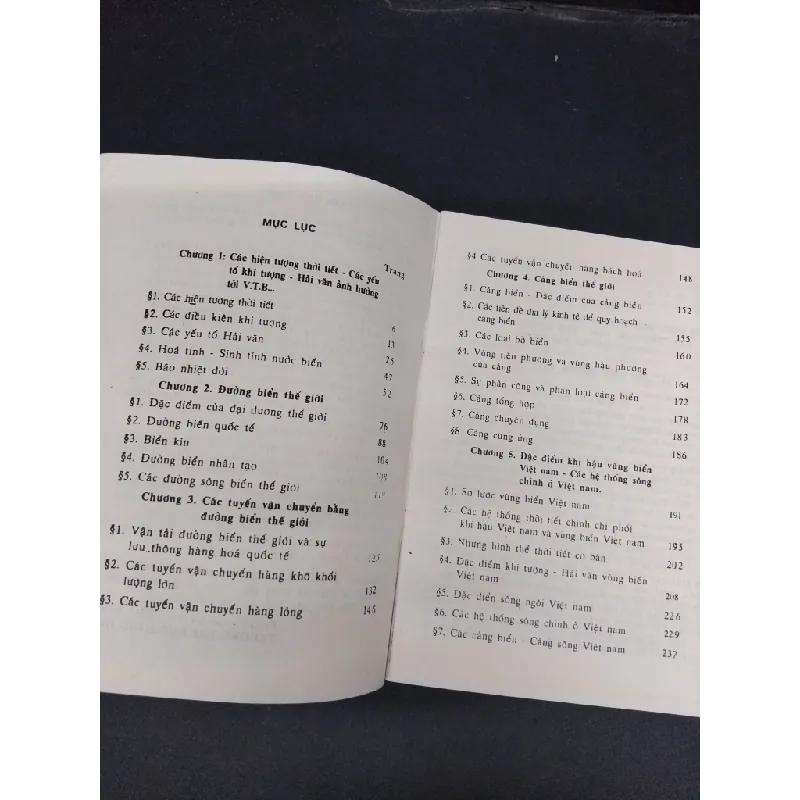 MỤC LỤC
Trang
Chương 1: Các hiện tượng thời tiết - Các yếu
tố khí tượng - Hải văn ảnh hưởng
tới V.T.B...
§1. Các hiện tương thời tiết 6
§2. Các điều kiện khí tượng 13
§3. Các yếu tố Hải văn 25
§4. Hoá tính - Sinh tính nước biển 47
§5. Bão nhiệt đới 52
Chương 2. Đường biển thế giới
§1. Đặc điểm của đại dương thế giới 76
§2. Đường biển quốc tế 88
§3. Biển kín 104
§4. Đường biển nhân tạo 108
§5. Các đường sông biển thế giới
Chương 3. Các tuyến vận chuyển bằng
đường biển thế giới
§1. Vận tải đường biển thế giới và sự
lưu thông hàng hoá quốc tế 125
§2. Các tuyến vận chuyển hàng khô khối
lượng lớn 132
§3. Các tuyến vận chuyển hàng lỏng 145
§4 Các tuyến vận chuyển hàng bách hoá 148
Chương 4. Cảng biển thế giới
§1. Cảng biển - Đặc điểm của cảng biển 152
§2. Các tiền đề địa lý kinh tế để quy hoạch
cảng biển 155
§3. Các loại bờ biển 160
§4. Vùng tiền phương và vùng hậu phương
của cảng 164
§5. Sự phân công và phân loại cảng biển 172
§6. Cảng tổng hợp 178
§7. Cảng chuyên dụng 183
§8. Cảng cung ứng 186
Chương 5. Đặc điểm khí hậu vùng biển
Việt nam - Các hệ thống sông
chính ở Việt nam.
§1. Sơ lược vùng biển Việt nam 191
§2. Các hệ thống thời tiết chính chi phối
khí hậu Việt nam và vùng biển Việt nam 195
§3. Những hình thế thời tiết cơ bản 202
§4. Đặc điểm khí tượng - Hải văn vùng biển
Việt nam 208
§5. Đặc điển sông ngòi Việt nam 226
§6. Các hệ thống sông chính ở Việt nam 229
§7. Các cảng biển - Cảng sông Việt nam 237